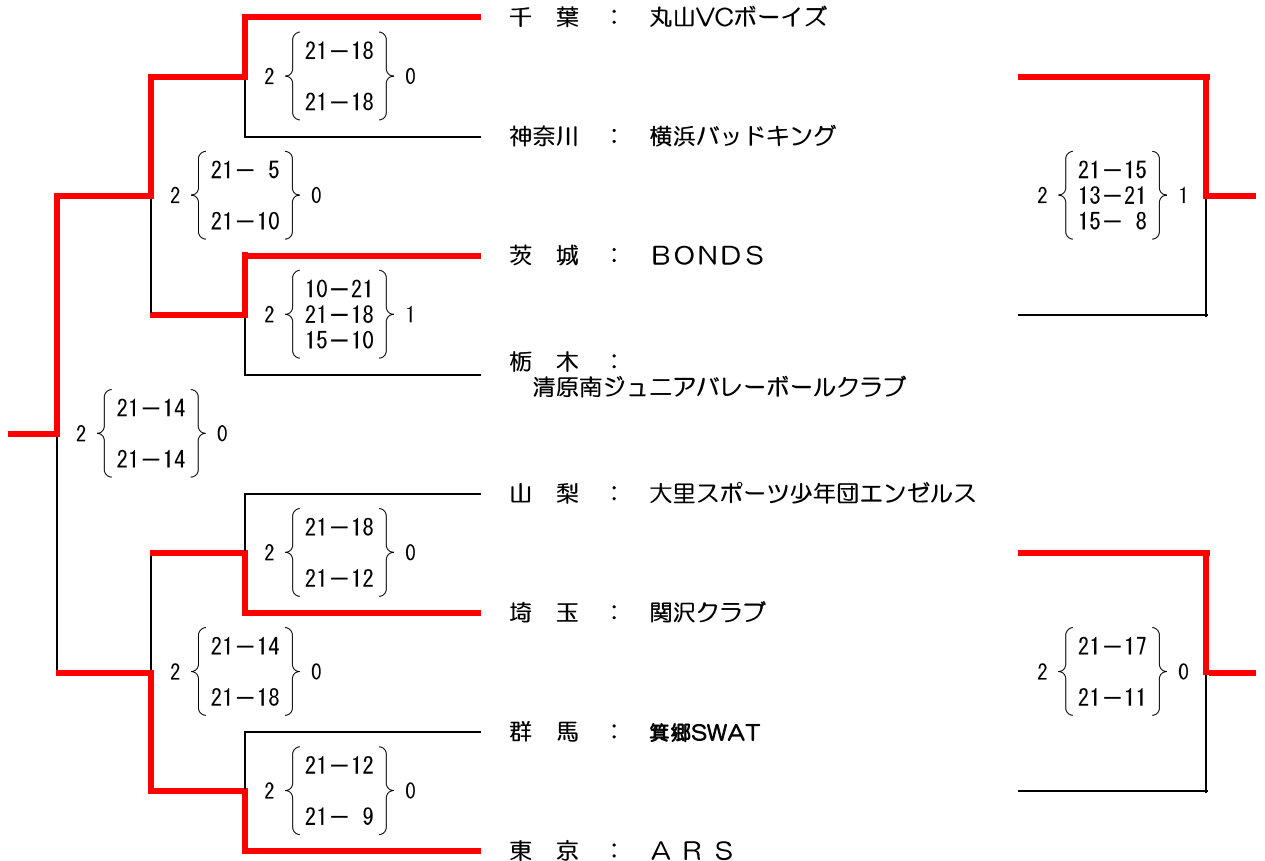 千 葉 : 丸山VCボーイズ
2 21-18 0
21-18
神奈川 : 横浜バッドキング
2 21- 5 0
21-10
2 21-15 1
13-21
15- 8
茨 城 : BONDS
2 10-21 1
21-18
15-10
栃 木 :
清原南ジュニアバレーボールクラブ
2 21-14 0
21-14
山 梨 : 大里スポーツ少年団エンゼルス
2 21-18 0
21-12
埼 玉 : 関沢クラブ
2 21-14 0
21-18
2 21-17 0
21-11
群 馬 : 箕郷SWAT
2 21-12 0
21- 9
東 京 : ARS